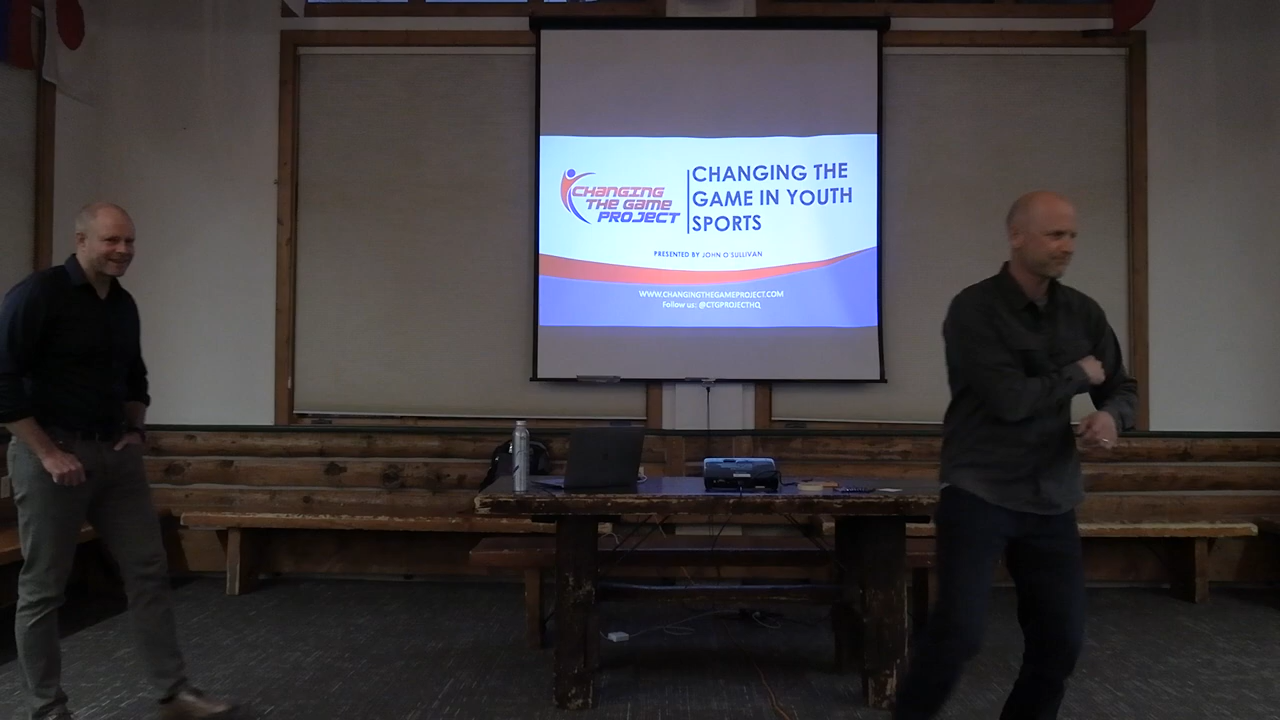 CHANGING
THE GAME
PROJECT
CHANGING THE
GAME IN YOUTH
SPORTS
PRESENTED BY JOHN O SULLIVAN
WWW.CHANGINGTHEGAMEPROJECT.COM
Follow us: @CTGPROJECTHQ